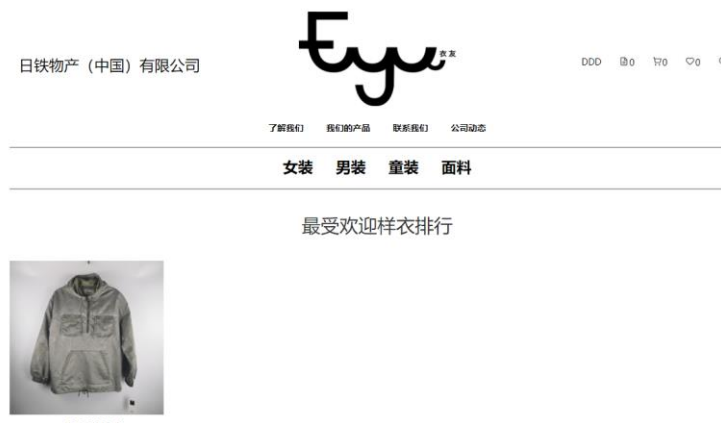 日铁物产（中国）有限公司
Eyu
衣友
DDD 0 0 0
了解我们 我们的产品 联系我们 公司动态
女装 男装 童装 面料
最受欢迎样衣排行